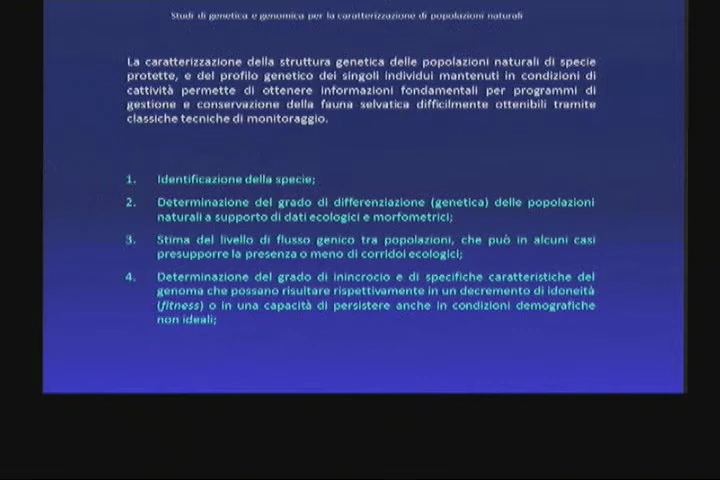 Studi di genetica e genomica per la caratterizzazione di popolazioni naturali
La caratterizzazione della struttura genetica delle popolazioni naturali di specie
protette, e del profilo genetico dei singoli individui mantenuti in condizioni di
cattività permette di ottenere informazioni fondamentali per programmi di
gestione e conservazione della fauna selvatica difficilmente ottenibili tramite
classiche tecniche di monitoraggio.
1. Identificazione della specie;
2. Determinazione del grado di differenziazione (genetica) delle popolazioni
naturali a supporto di dati ecologici e morfometrici;
3. Stima del livello di flusso genico tra popolazioni, che può in alcuni casi
presupporre la presenza o meno di corridoi ecologici;
4. Determinazione del grado di inincrocio e di specifiche caratteristiche del
genoma che possano risultare rispettivamente in un decremento di idoneità
(fitness) o in una capacità di persistere anche in condizioni demografiche
non ideali;